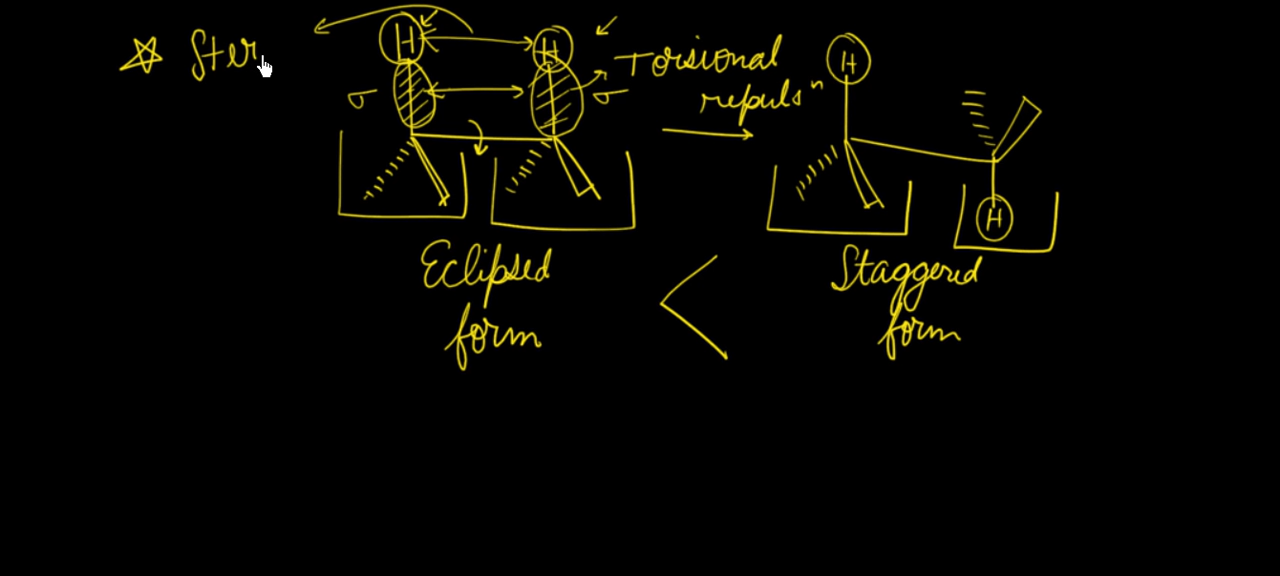 ☆ Ster
H H
Torsional
repulsⁿ
σ σ
H
H
Eclipsed
form
<
Staggered
form